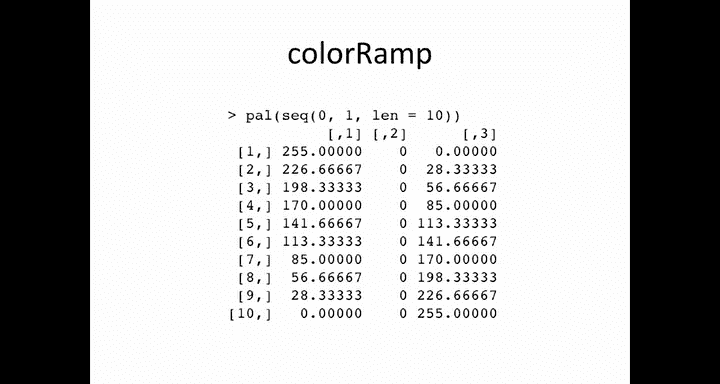 colorRamp
> pal(seq(0, 1, len = 10))
[,1] [,2] [,3]
[1,] 255.00000 0 0.00000
[2,] 226.66667 0 28.33333
[3,] 198.33333 0 56.66667
[4,] 170.00000 0 85.00000
[5,] 141.66667 0 113.33333
[6,] 113.33333 0 141.66667
[7,] 85.00000 0 170.00000
[8,] 56.66667 0 198.33333
[9,] 28.33333 0 226.66667
[10,] 0.00000 0 255.00000